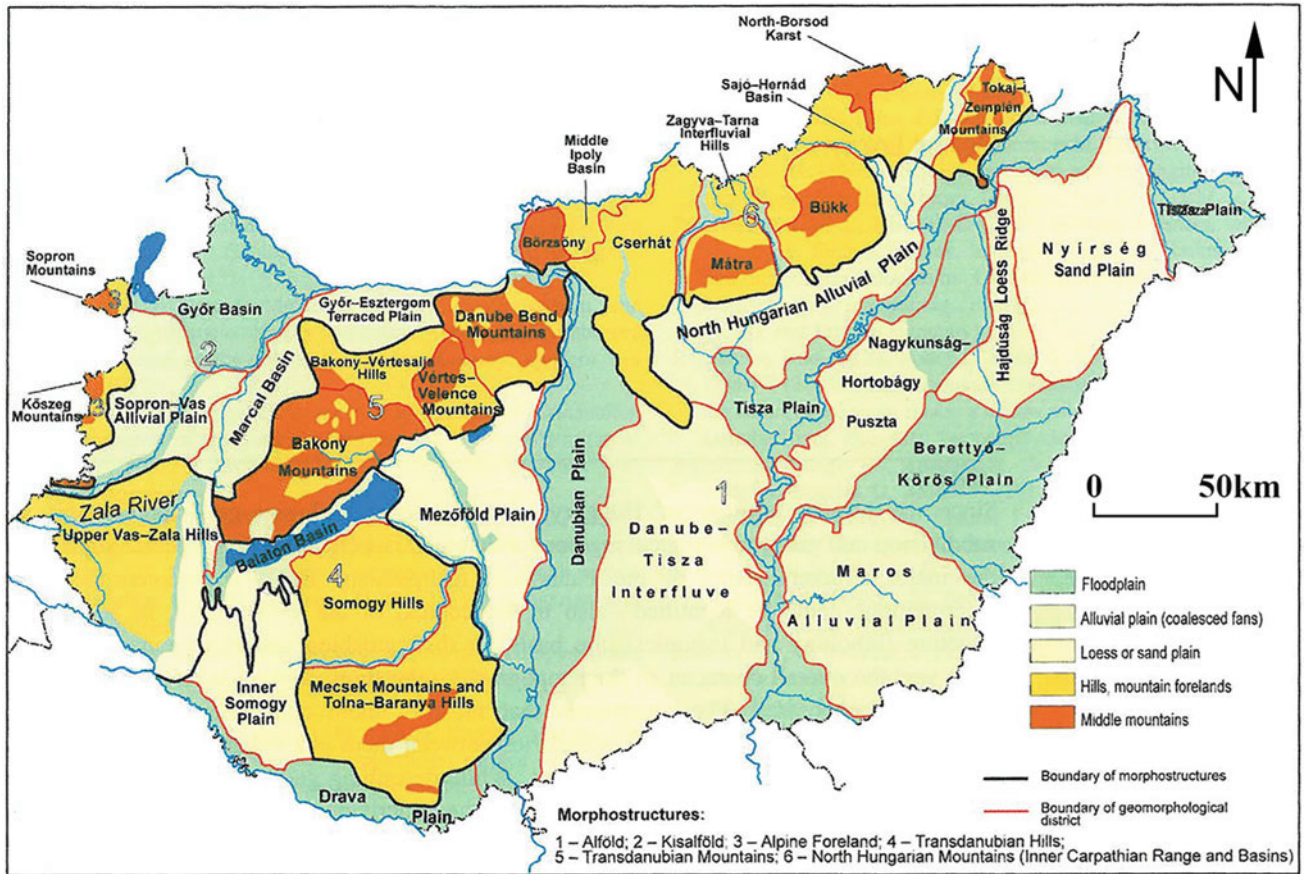 North-Borsod
Karst
Sajó-Hernád
Basin
Zagyva-Tarna
Interfluvial
Hills
Middle
Ipoly
Basin
Tokaj-
Zemplén
Mountains
N
Sopron
Mountains
3
Győr Basin
2
Győr–Esztergom
Terraced Plain
Börzsöny
Cserhát
6
Mátra
Bükk
North Hungarian Alluvial Plain
Hajdúság Loess Ridge
Nyírség
Sand Plain
Tisza Plain
Danube Bend
Mountains
Bakony–Vértesalja
Hills
Vértes-
Velence
Mountains
5
Kőszeg
Mountains
3
Sopron–Vas
Allivial Plain
Marcal Basin
Bakony
Mountains
Nagykunság–
Hortobágy
Puszta
Tisza Plain
Berettyó–
Körös Plain
0 50km
Zala River
Upper Vas–Zala Hills
Balaton Basin
Mezőföld Plain
Danubian Plain
1
Danube–
Tisza
Interfluve
Maros
Alluvial Plain
4
Somogy Hills
Inner
Somogy
Plain
Mecsek Mountains and
Tolna–Baranya Hills
Drava
Plain
Floodplain
Alluvial plain (coalesced fans)
Loess or sand plain
Hills, mountain forelands
Middle mountains
Boundary of morphostructures
Boundary of geomorphological
district
Morphostructures:
1 – Alföld; 2 – Kisalföld; 3 – Alpine Foreland; 4 – Transdanubian Hills;
5 – Transdanubian Mountains; 6 – North Hungarian Mountains (Inner Carpathian Range and Basins)